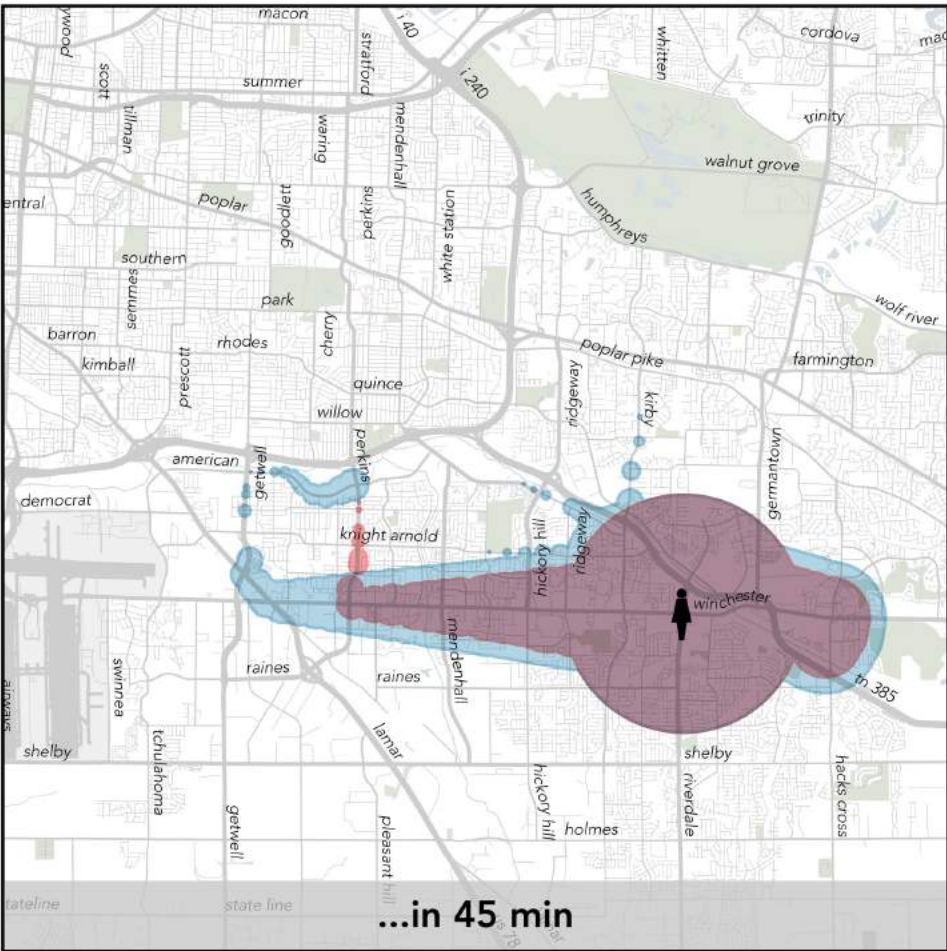 macon
i 40
cordova
poowy
scott
stratford
whitten
summer
i 240
tillman
waring
mendenhall
trinity
walnut grove
entral
poplar
goodlett
perkins
white station
humphreys
southern
semmes
park
wolf river
barron
rhodes
cherry
kimball
prescott
poplar pike
farmington
quince
ridgeway
kirby
willow
american
getwell
perkins
germantown
democrat
knight arnold
hickory hill
ridgeway
winchester
mendenhall
raines
raines
swinnea
airways
tn 385
shelby
tchulahoma
lamar
shelby
hickory hill
riverdale
hacks cross
getwell
pleasant hill
holmes
tateline
state line
...in 45 min